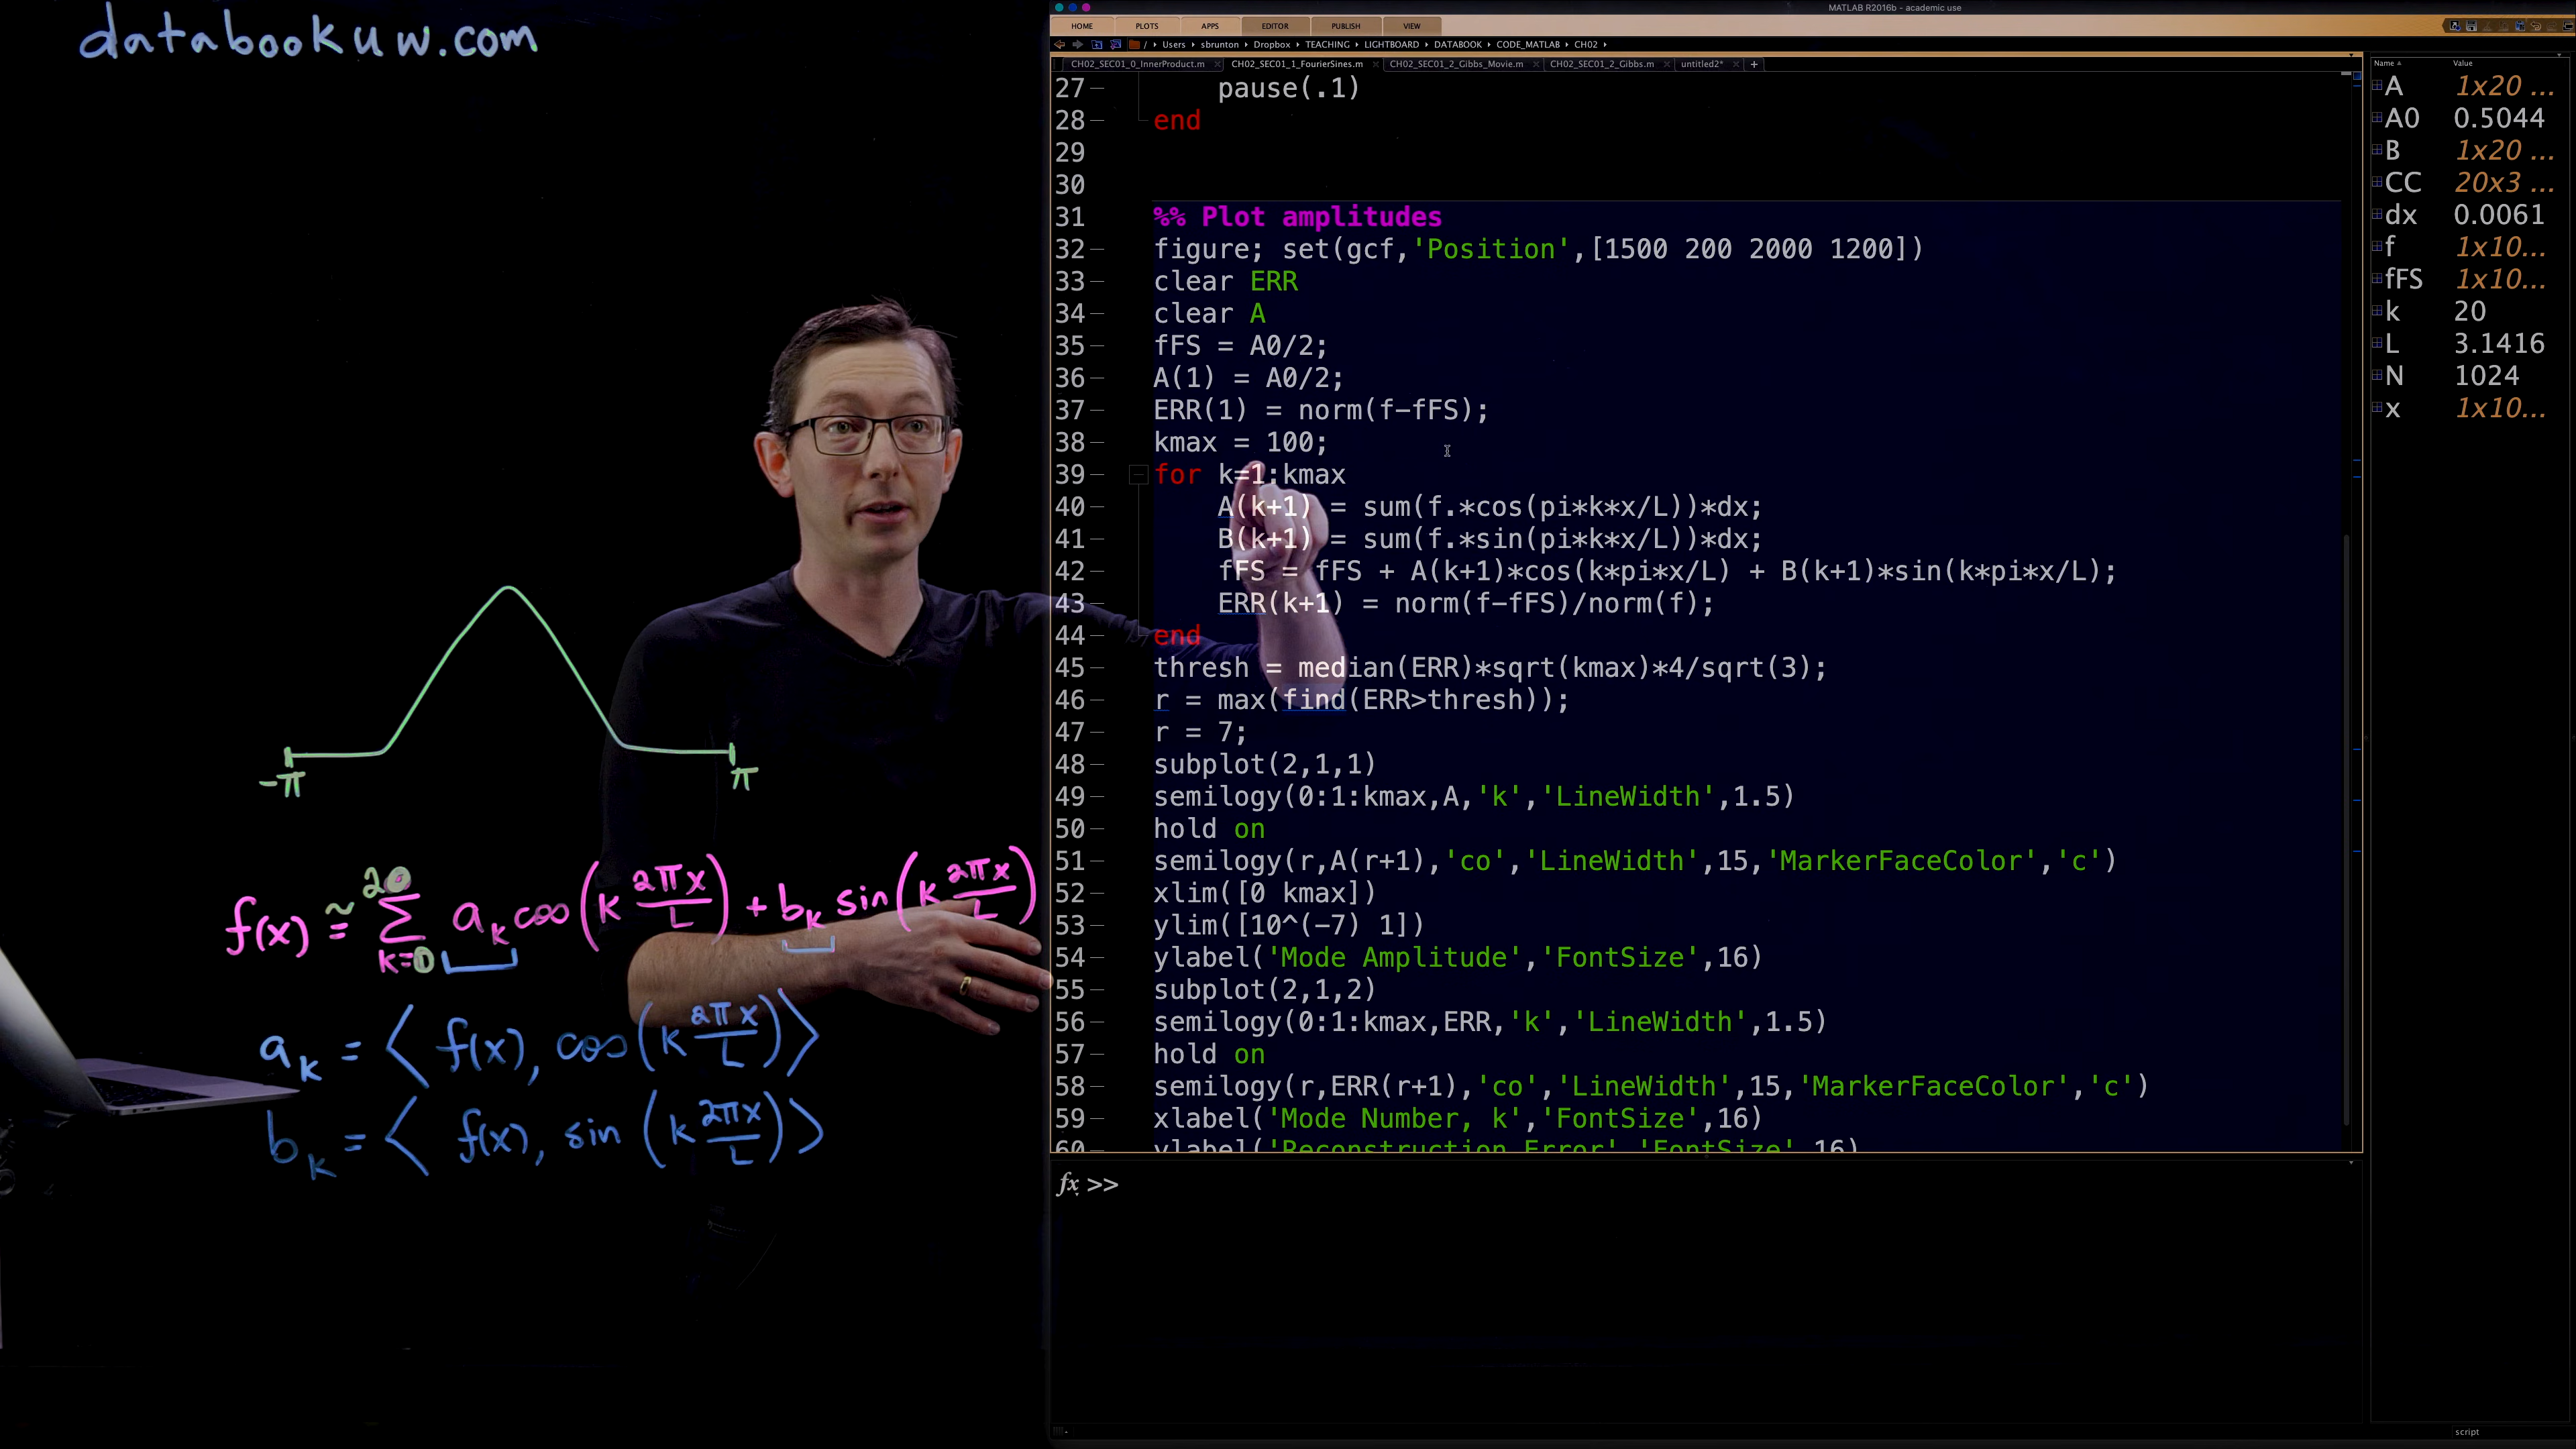 databookuw.com
-π
π
f(x) ≅ 20 Σ k=0 a_k cos(k 2πx/L) + b_k sin(k 2πx/L)
a_k = ⟨ f(x), cos(k 2πx/L)⟩
b_k = ⟨ f(x), sin(k 2πx/L)⟩
MATLAB R2016b - academic use
HOME PLOTS APPS EDITOR PUBLISH VIEW
/ ▸ Users ▸ sbrunton ▸ Dropbox ▸ TEACHING ▸ LIGHTBOARD ▸ DATABOOK ▸ CODE_MATLAB ▸ CH02 ▸
CH02_SEC01_0_InnerProduct.m × CH02_SEC01_1_FourierSines.m × CH02_SEC01_2_Gibbs_Movie.m × CH02_SEC01_2_Gibbs.m × untitled2* × +
27 — pause(.1)
28 — end
29
30
31 %% Plot amplitudes
32 — figure; set(gcf,'Position',[1500 200 2000 1200])
33 — clear ERR
34 — clear A
35 — fFS = A0/2;
36 — A(1) = A0/2;
37 — ERR(1) = norm(f-fFS);
38 — kmax = 100;
39 — for k=1:kmax
40 — A(k+1) = sum(f.*cos(pi*k*x/L))*dx;
41 — B(k+1) = sum(f.*sin(pi*k*x/L))*dx;
42 — fFS = fFS + A(k+1)*cos(k*pi*x/L) + B(k+1)*sin(k*pi*x/L);
43 — ERR(k+1) = norm(f-fFS)/norm(f);
44 — end
45 — thresh = median(ERR)*sqrt(kmax)*4/sqrt(3);
46 — r = max(find(ERR>thresh));
47 — r = 7;
48 — subplot(2,1,1)
49 — semilogy(0:1:kmax,A,'k','LineWidth',1.5)
50 — hold on
51 — semilogy(r,A(r+1),'co','LineWidth',15,'MarkerFaceColor','c')
52 — xlim([0 kmax])
53 — ylim([10^(-7) 1])
54 — ylabel('Mode Amplitude','FontSize',16)
55 — subplot(2,1,2)
56 — semilogy(0:1:kmax,ERR,'k','LineWidth',1.5)
57 — hold on
58 — semilogy(r,ERR(r+1),'co','LineWidth',15,'MarkerFaceColor','c')
59 — xlabel('Mode Number, k','FontSize',16)
60 — ylabel('Reconstruction Error','FontSize',16)
fx >>
Name Value
A 1x20 ...
A0 0.5044
B 1x20 ...
CC 20x3 ...
dx 0.0061
f 1x10...
fFS 1x10...
k 20
L 3.1416
N 1024
x 1x10...
script